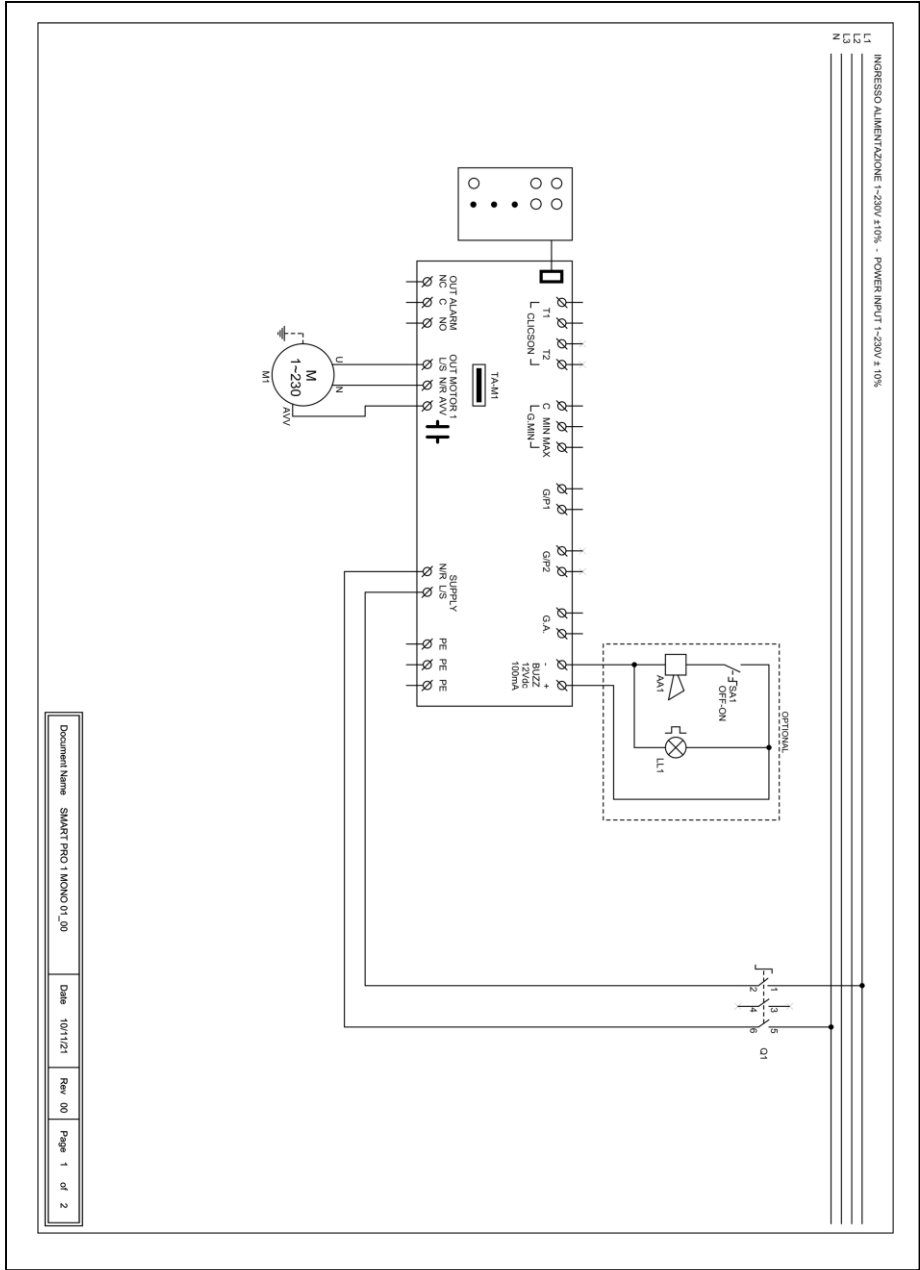 L1
L2
L3
N
INGRESSO ALIMENTAZIONE 1~230V ±10% - POWER INPUT 1~230V ± 10%
T1
T2
CLICSON
C MIN MAX
G.MIN
G/P1
G/P2
G.A.
- +
BUZZ
12Vdc
100mA
OPTIONAL
SA1
OFF-ON
AA1
LL1
1 3 5
2 4 6
Q1
TA-M1
OUT ALARM
NC C NO
OUT MOTOR 1
L/S N/R AVV
SUPPLY
N/R L/S
PE PE PE
U
N
AVV
M
1~230
M1
Document Name SMART PRO 1 MONO 01_00
Date 10/11/21
Rev 00
Page 1 of 2